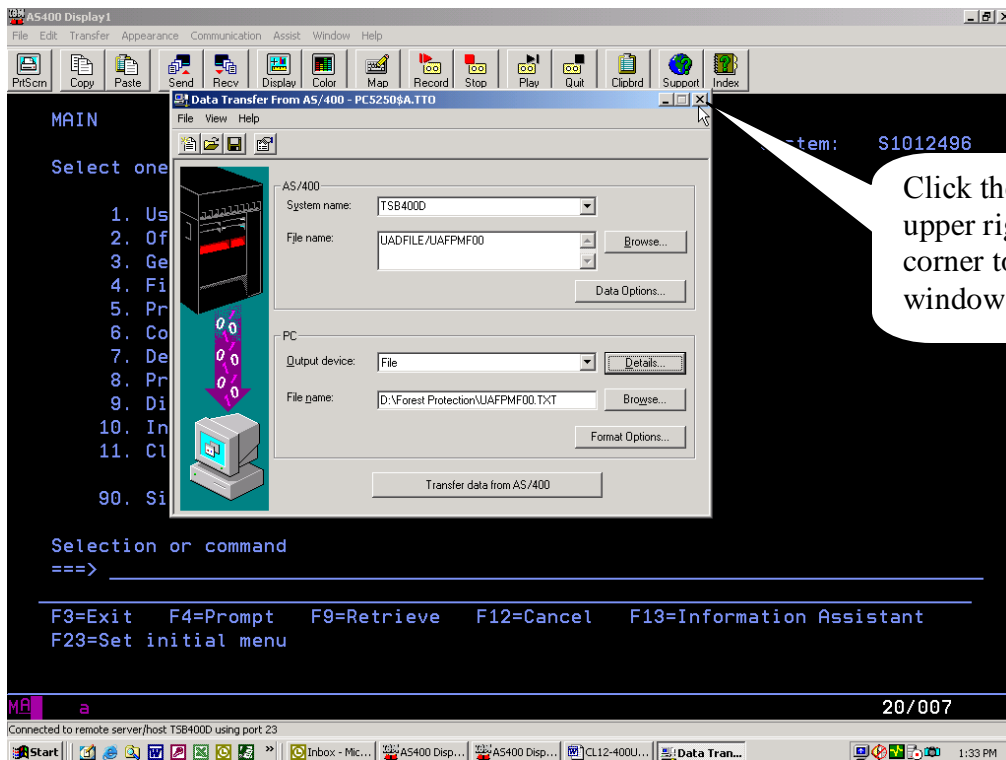 AS400 Display1
File Edit Transfer Appearance Communication Assist Window Help
PrtScrn Copy Paste Send Recv Display Color Map Record Stop Play Quit Clipbrd Support Index
Data Transfer From AS/400 - PC5250$A.TTO
File View Help
MAIN
System: S1012496
Select one
AS/400
System name: TSB400D
File name: UADFILE/UAFPMF00 Browse...
Data Options...
PC
Output device: File Details...
File name: D:\Forest Protection\UAFPMF00.TXT Browse...
Format Options...
Transfer data from AS/400
1. Us
2. Of
3. Ge
4. Fi
5. Pr
6. Co
7. De
8. Pr
9. Di
10. In
11. Cl
90. Si
Click the
upper rig
corner to
window
Selection or command
===>
F3=Exit F4=Prompt F9=Retrieve F12=Cancel F13=Information Assistant
F23=Set initial menu
MA a 20/007
Connected to remote server/host TSB400D using port 23
Start » Inbox - Mic... AS400 Disp... AS400 Disp... CL12-400U... Data Tran... 1:33 PM